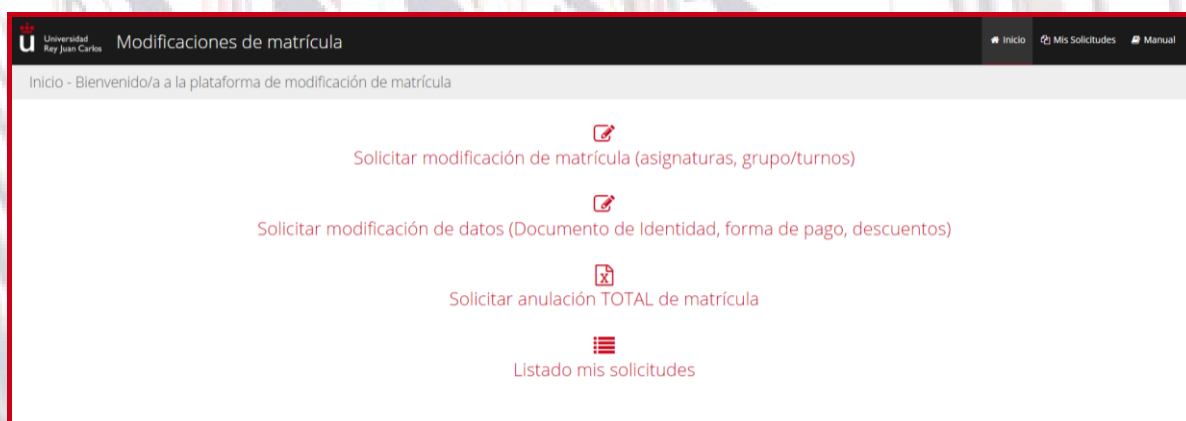 Universidad
Rey Juan Carlos
Modificaciones de matrícula
Inicio
Mis Solicitudes
Manual
Inicio - Bienvenido/a a la plataforma de modificación de matrícula
Solicitar modificación de matrícula (asignaturas, grupo/turnos)
Solicitar modificación de datos (Documento de Identidad, forma de pago, descuentos)
Solicitar anulación TOTAL de matrícula
Listado mis solicitudes